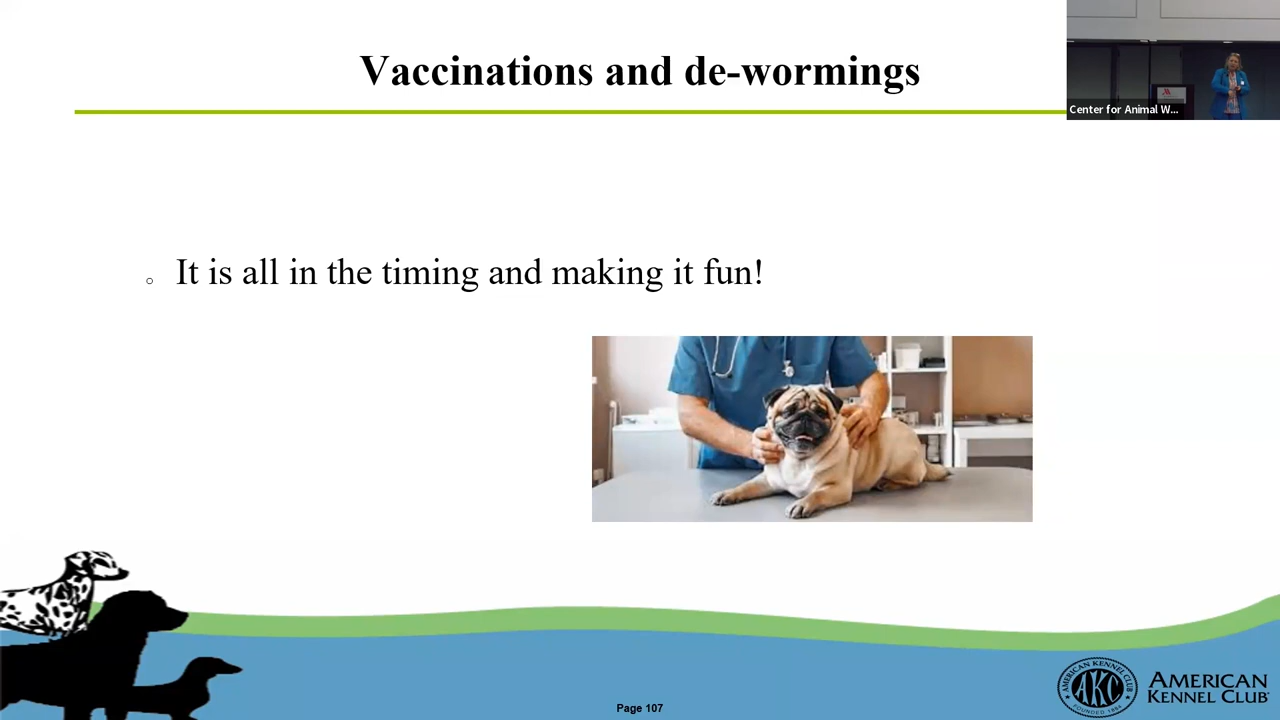 Vaccinations and de-wormings
Center for Animal W...
It is all in the timing and making it fun!
AMERICAN KENNEL CLUB
AKC
FOUNDED 1884
AMERICAN
KENNEL CLUB
Page 107